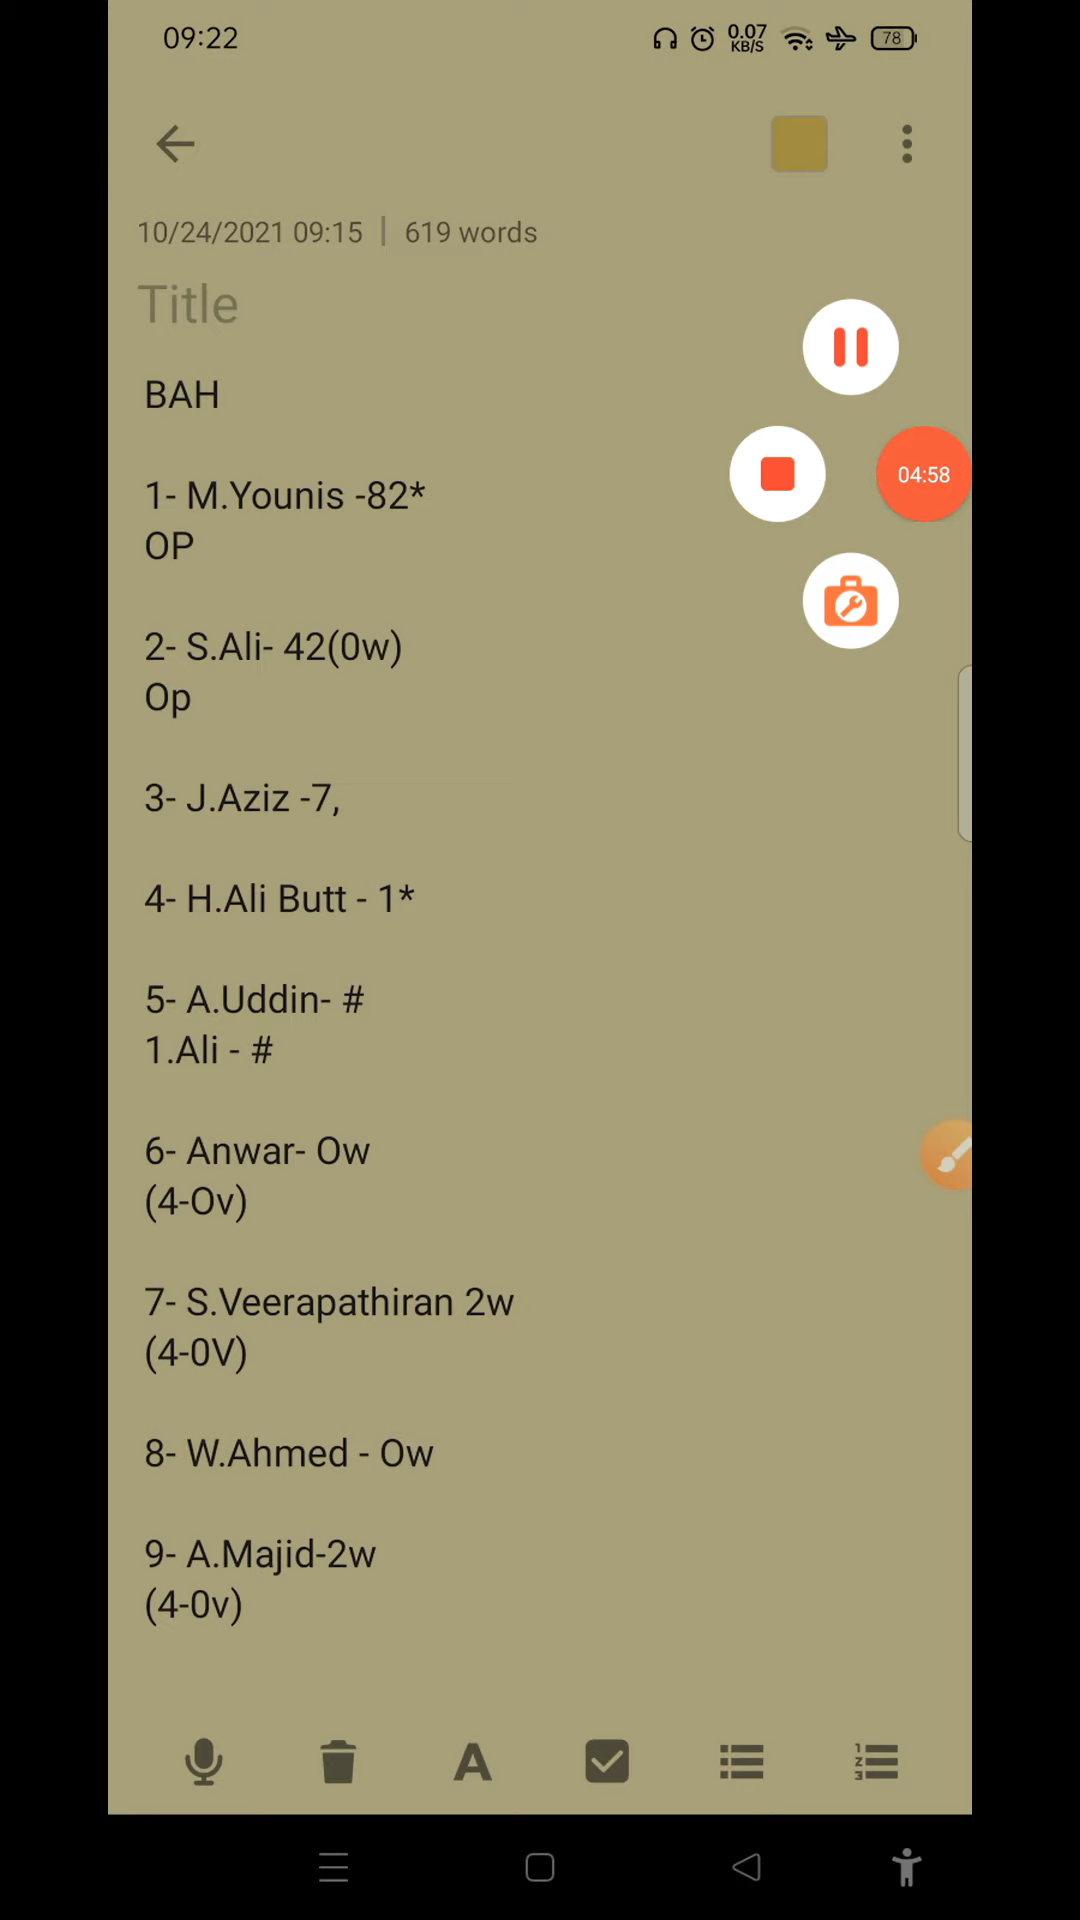 09:22
0.07
KB/S
78
10/24/2021 09:15 | 619 words
Title
BAH
04:58
1- M.Younis -82*
OP
2- S.Ali- 42(0w)
Op
3- J.Aziz -7,
4- H.Ali Butt - 1*
5- A.Uddin- #
1.Ali - #
6- Anwar- Ow
(4-Ov)
7- S.Veerapathiran 2w
(4-0V)
8- W.Ahmed - Ow
9- A.Majid-2w
(4-0v)